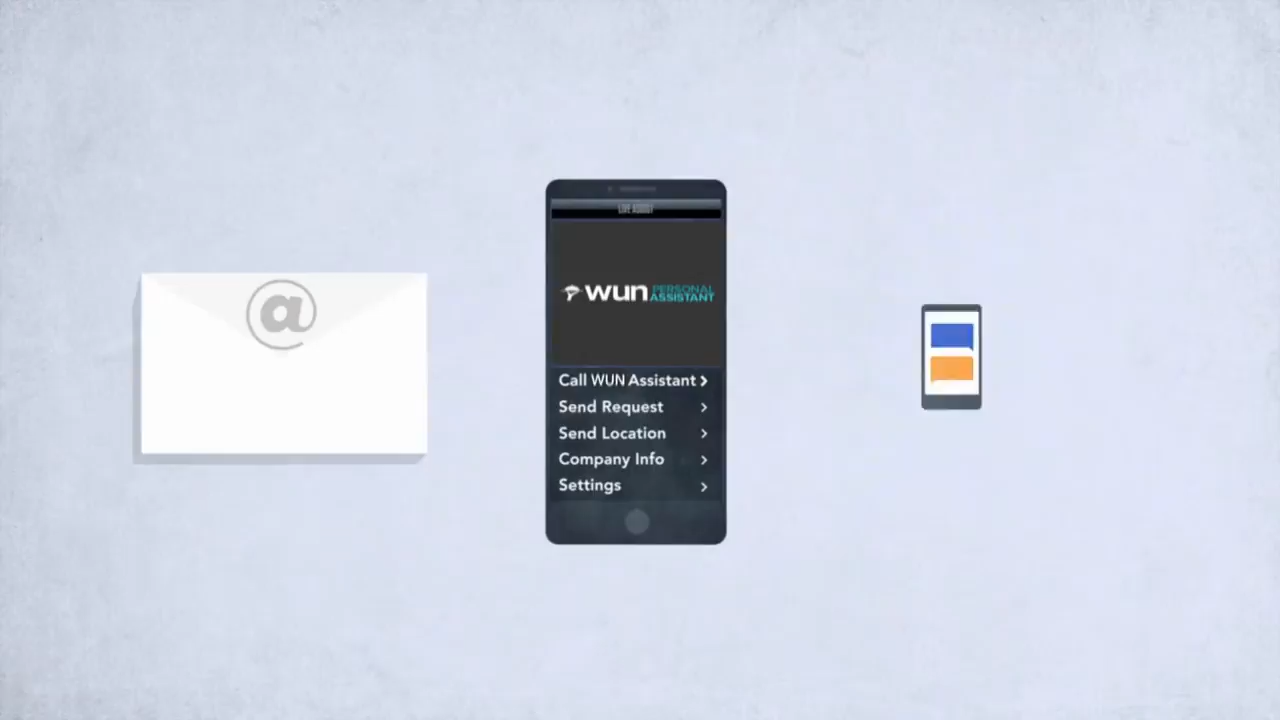 @
wun PERSONAL ASSISTANT
Call WUN Assistant >
Send Request >
Send Location >
Company Info >
Settings >